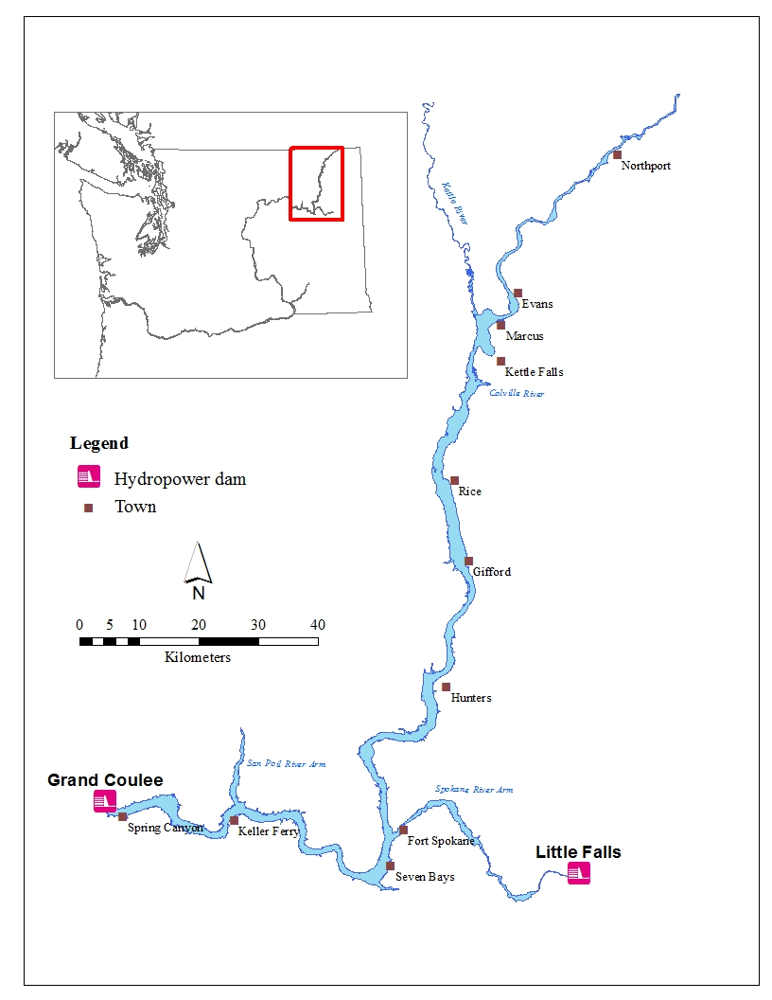 Northport
Kettle River
Evans
Marcus
Kettle Falls
Colville River
Legend
Hydropower dam
Town
Rice
N
Gifford
0 5 10 20 30 40
Kilometers
Hunters
San Poil River Arm
Grand Coulee
Spokane River Arm
Spring Canyon
Keller Ferry
Fort Spokane
Little Falls
Seven Bays